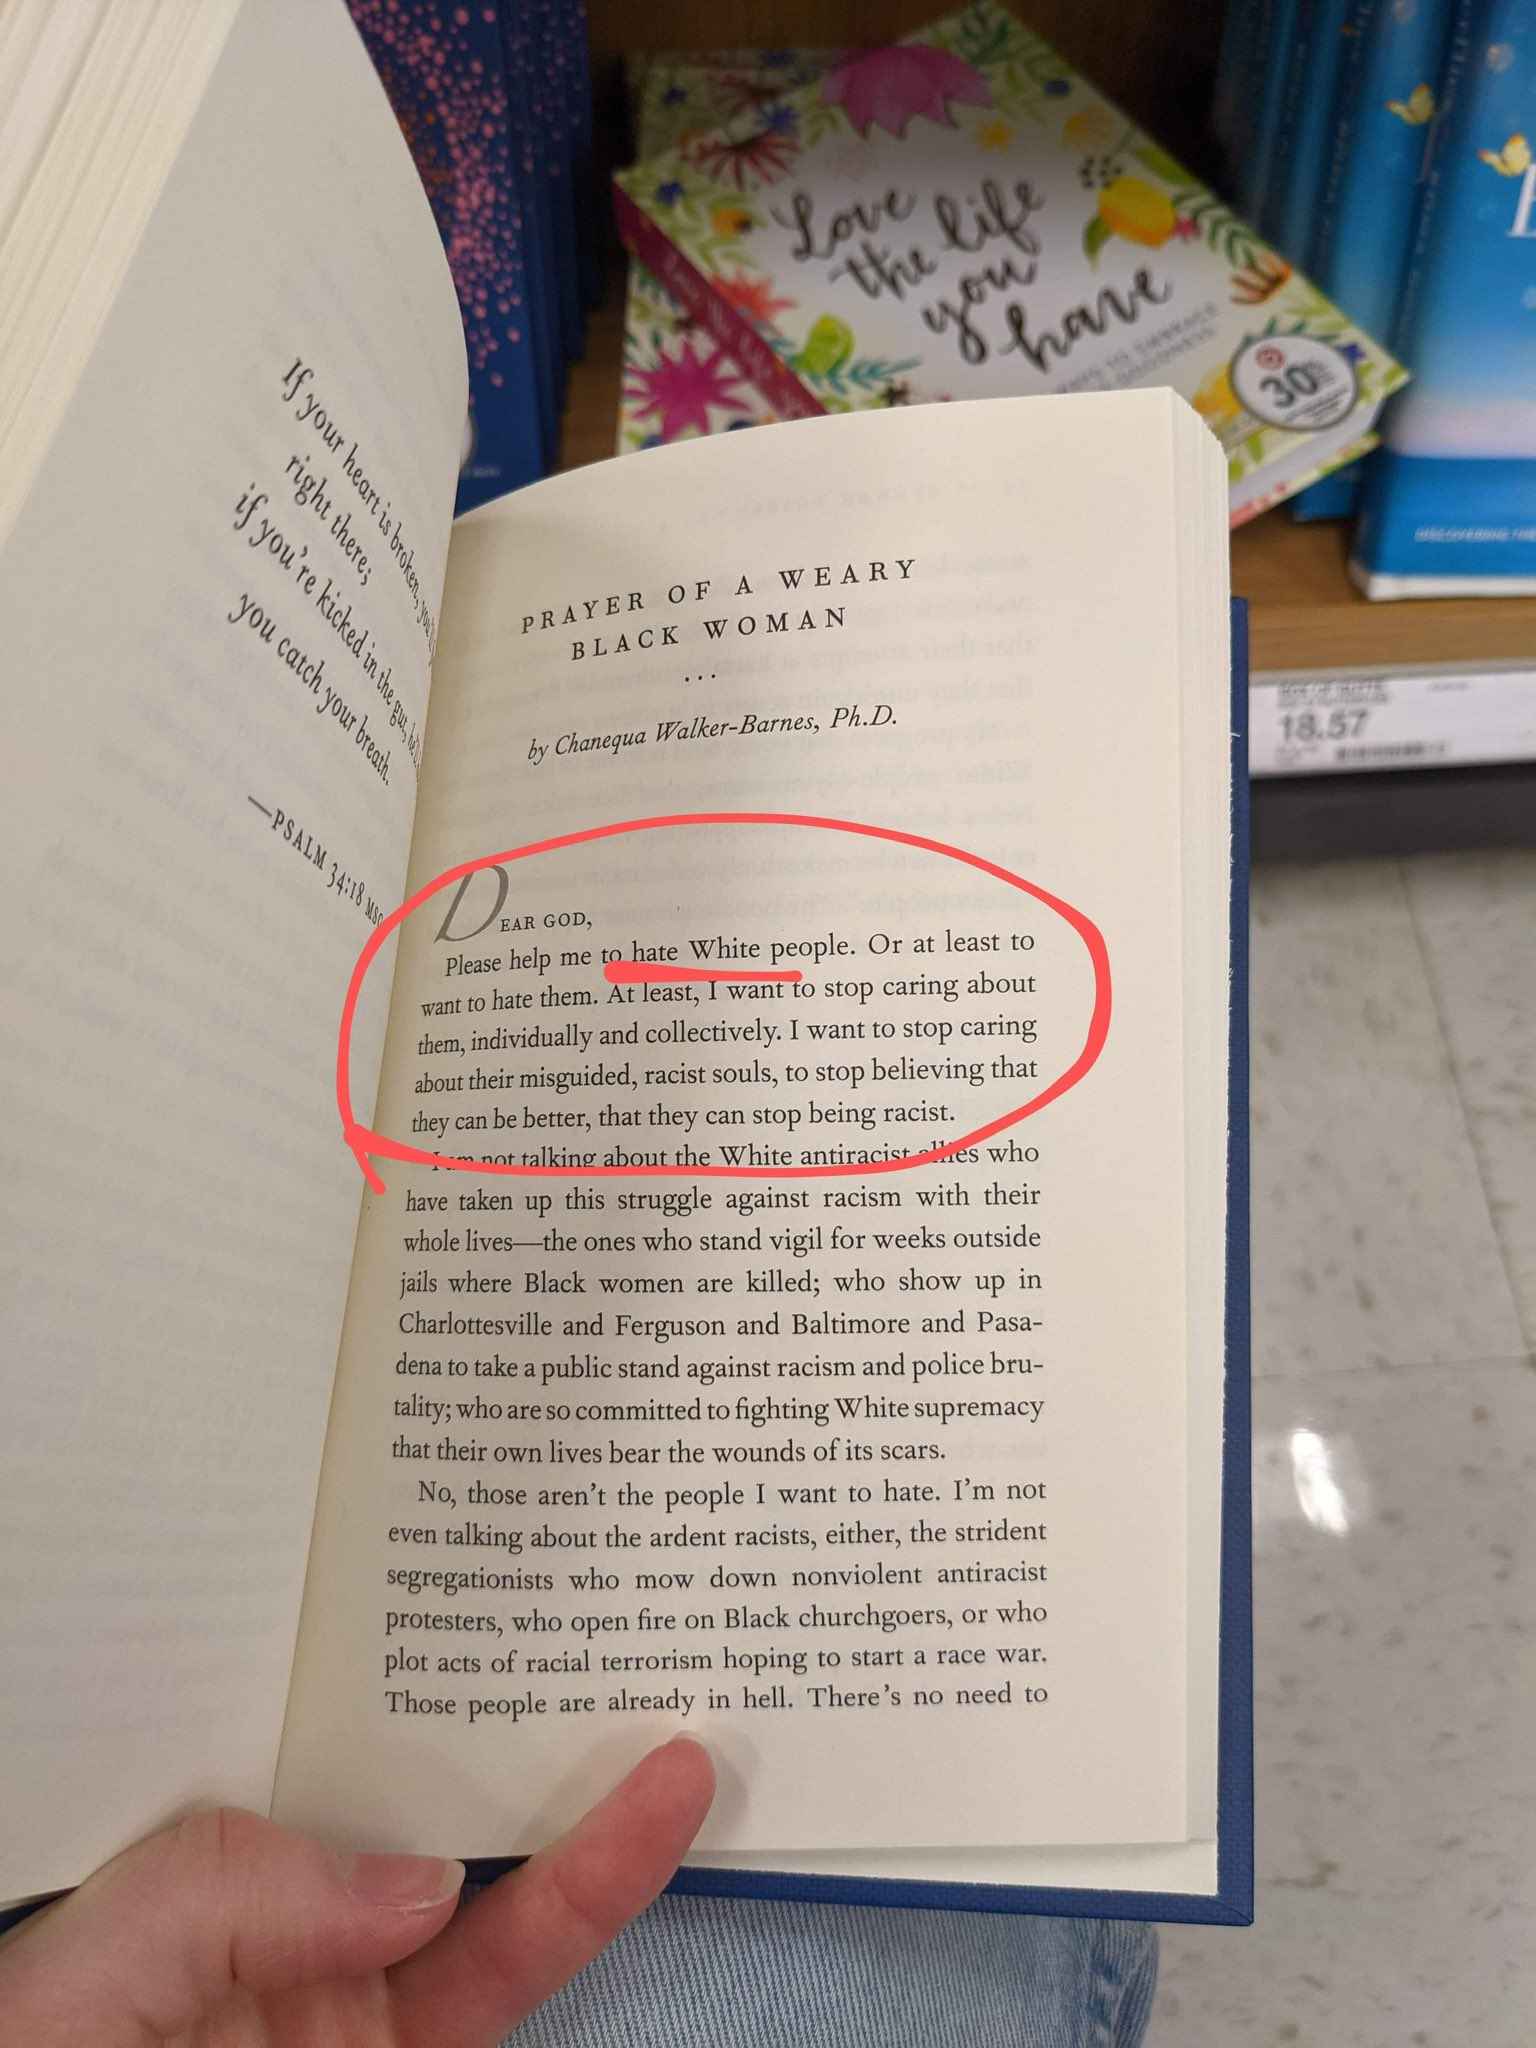 If your heart is broken, you'll
right there;
if you're kicked in the gut, he'll
you catch your breath.
—PSALM 34:18 MSG
PRAYER OF A WEARY
BLACK WOMAN
...
by Chanequa Walker-Barnes, Ph.D.
DEAR GOD,
Please help me to hate White people. Or at least to
want to hate them. At least, I want to stop caring about
them, individually and collectively. I want to stop caring
about their misguided, racist souls, to stop believing that
they can be better, that they can stop being racist.
I am not talking about the White antiracist allies who
have taken up this struggle against racism with their
whole lives—the ones who stand vigil for weeks outside
jails where Black women are killed; who show up in
Charlottesville and Ferguson and Baltimore and Pasa-
dena to take a public stand against racism and police bru-
tality; who are so committed to fighting White supremacy
that their own lives bear the wounds of its scars.
No, those aren't the people I want to hate. I'm not
even talking about the ardent racists, either, the strident
segregationists who mow down nonviolent antiracist
protesters, who open fire on Black churchgoers, or who
plot acts of racial terrorism hoping to start a race war.
Those people are already in hell. There's no need to
Love
the life
you
have
TO EMBRACE
30%
DISCOVERING
18.57